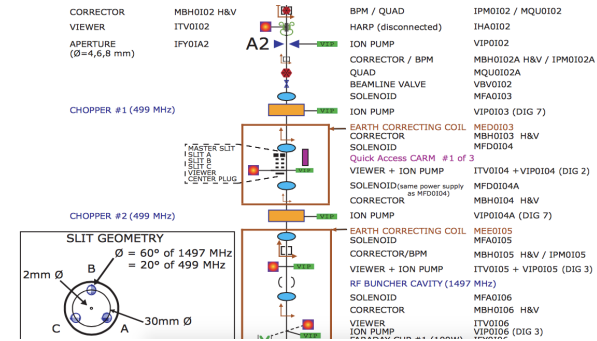 CORRECTOR MBH0I02 H&V
VIEWER ITV0I02
APERTURE IFY0IA2
(Ø=4,6,8 mm)
A2
BPM / QUAD IPM0I02 / MQU0I02
HARP (disconnected) IHA0I02
VIP
ION PUMP VIP0I02
CORRECTOR / BPM MBH0I02A H&V / IPM0I02A
QUAD MQU0I02A
BEAMLINE VALVE VBV0I02
SOLENOID MFA0I03
CHOPPER #1 (499 MHz)
VIP
ION PUMP VIP0I03 (DIG 7)
EARTH CORRECTING COIL MED0I03
CORRECTOR MBH0I03 H&V
SOLENOID MFD0I04
MASTER SLIT
SLIT A
SLIT B
SLIT C
VIEWER
CENTER PLUG
Quick Access CARM #1 of 3
VIP
VIEWER + ION PUMP ITV0I04 +VIP0I04 (DIG 2)
SOLENOID(same power supply as MFD0I04) MFD0I04A
CORRECTOR MBH0I04 H&V
CHOPPER #2 (499 MHz)
VIP
ION PUMP VIP0I04A (DIG 7)
EARTH CORRECTING COIL MEE0I05
SOLENOID MFA0I05
CORRECTOR/BPM MBH0I05 H&V / IPM0I05
VIP
VIEWER + ION PUMP ITV0I05 + VIP0I05 (DIG 3)
RF BUNCHER CAVITY (1497 MHz)
SOLENOID MFA0I06
CORRECTOR MBH0I06 H&V
VIEWER ITV0I06
VIP
ION PUMP VIP0I06 (DIG 3)
SLIT GEOMETRY
Ø = 60° of 1497 MHz
= 20° of 499 MHz
2mm Ø
B
C
A
30mm Ø